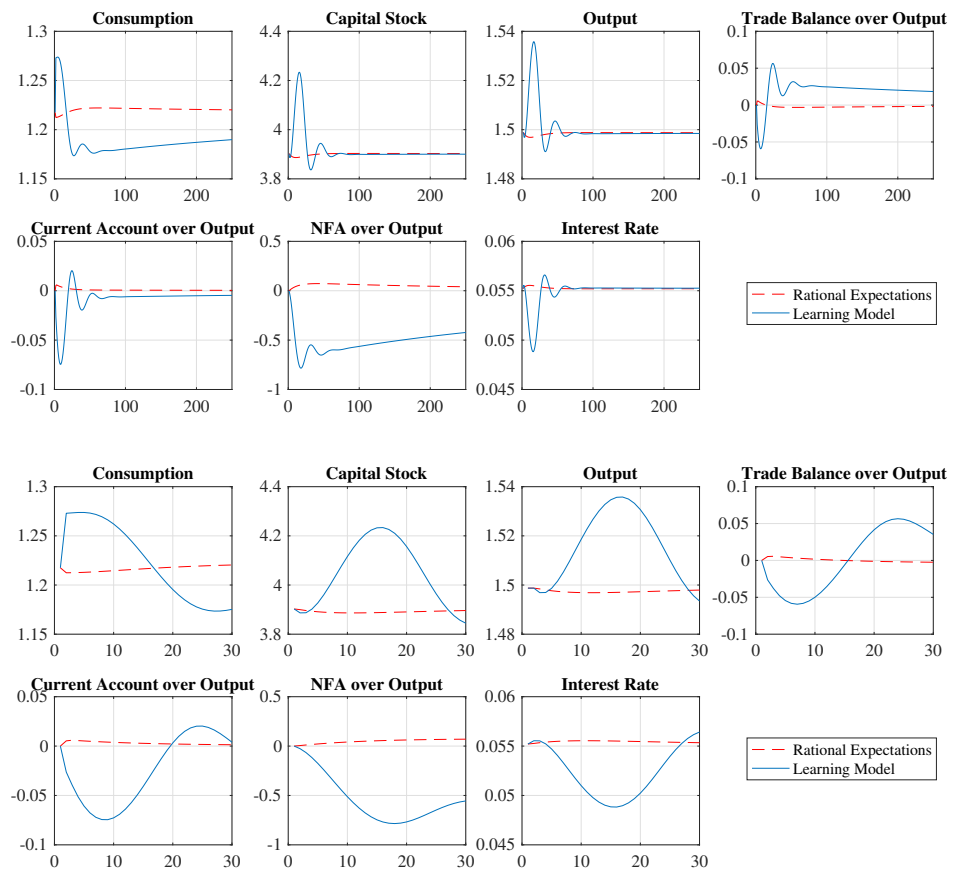 Consumption
1.3
1.25
1.2
1.15
0 100 200
Capital Stock
4.4
4.2
4
3.8
0 100 200
Output
1.54
1.52
1.5
1.48
0 100 200
Trade Balance over Output
0.1
0.05
0
-0.05
-0.1
0 100 200
Current Account over Output
0.05
0
-0.05
-0.1
0 100 200
NFA over Output
0.5
0
-0.5
-1
0 100 200
Interest Rate
0.06
0.055
0.05
0.045
0 100 200
Rational Expectations
Learning Model
Consumption
1.3
1.25
1.2
1.15
0 10 20 30
Capital Stock
4.4
4.2
4
3.8
0 10 20 30
Output
1.54
1.52
1.5
1.48
0 10 20 30
Trade Balance over Output
0.1
0.05
0
-0.05
-0.1
0 10 20 30
Current Account over Output
0.05
0
-0.05
-0.1
0 10 20 30
NFA over Output
0.5
0
-0.5
-1
0 10 20 30
Interest Rate
0.06
0.055
0.05
0.045
0 10 20 30
Rational Expectations
Learning Model